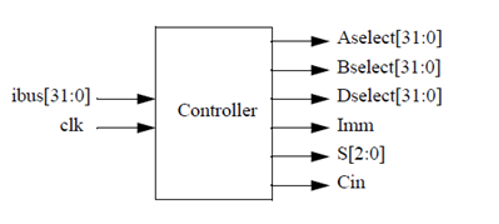 Aselect[31:0]
Bselect[31:0]
ibus[31:0]
Dselect[31:0]
Controller
clk
Imm
S[2:0]
Cin